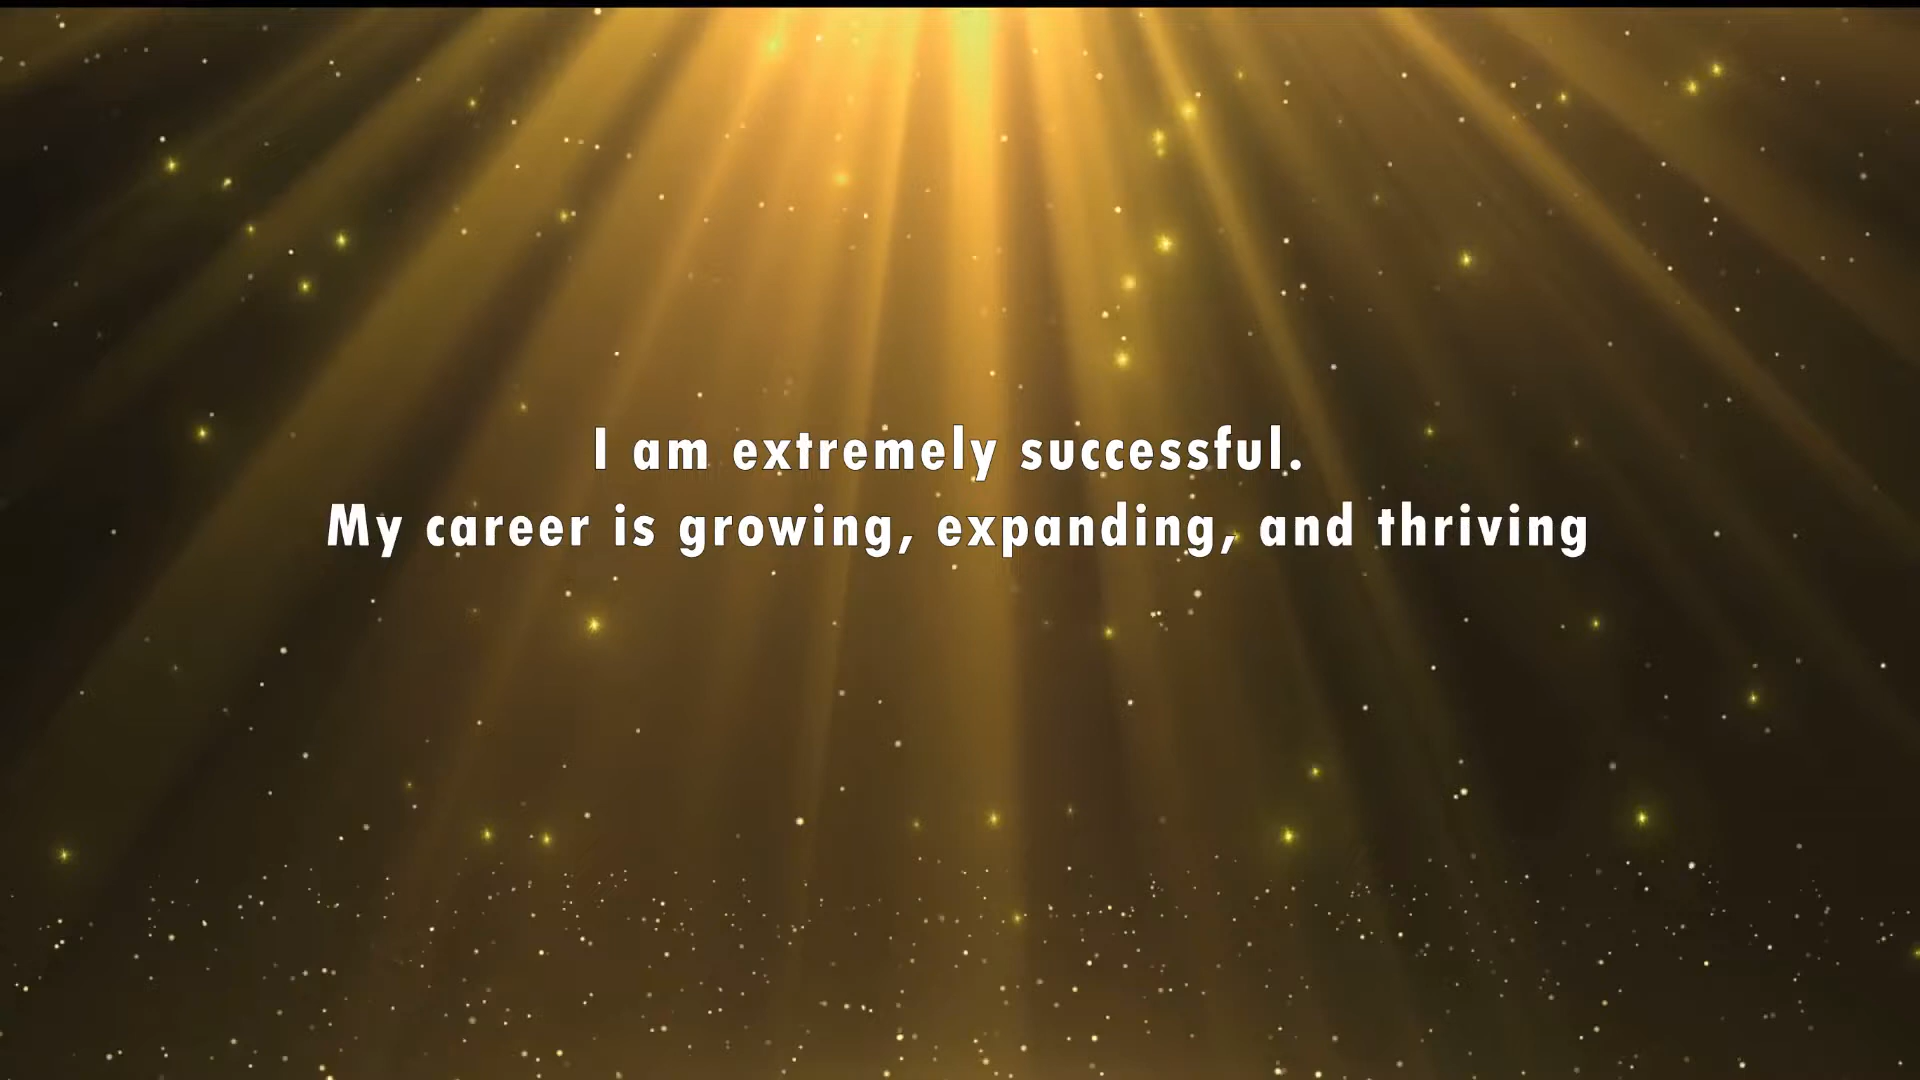 I am extremely successful.
My career is growing, expanding, and thriving